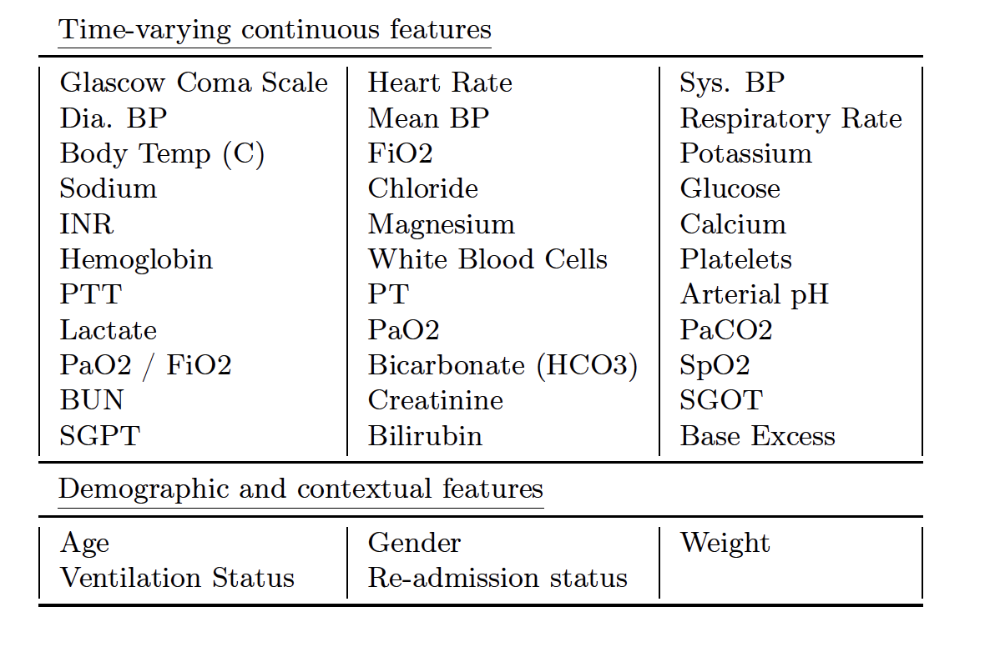 Time-varying continuous features
Glascow Coma Scale Heart Rate Sys. BP
Dia. BP Mean BP Respiratory Rate
Body Temp (C) FiO2 Potassium
Sodium Chloride Glucose
INR Magnesium Calcium
Hemoglobin White Blood Cells Platelets
PTT PT Arterial pH
Lactate PaO2 PaCO2
PaO2 / FiO2 Bicarbonate (HCO3) SpO2
BUN Creatinine SGOT
SGPT Bilirubin Base Excess
Demographic and contextual features
Age Gender Weight
Ventilation Status Re-admission status